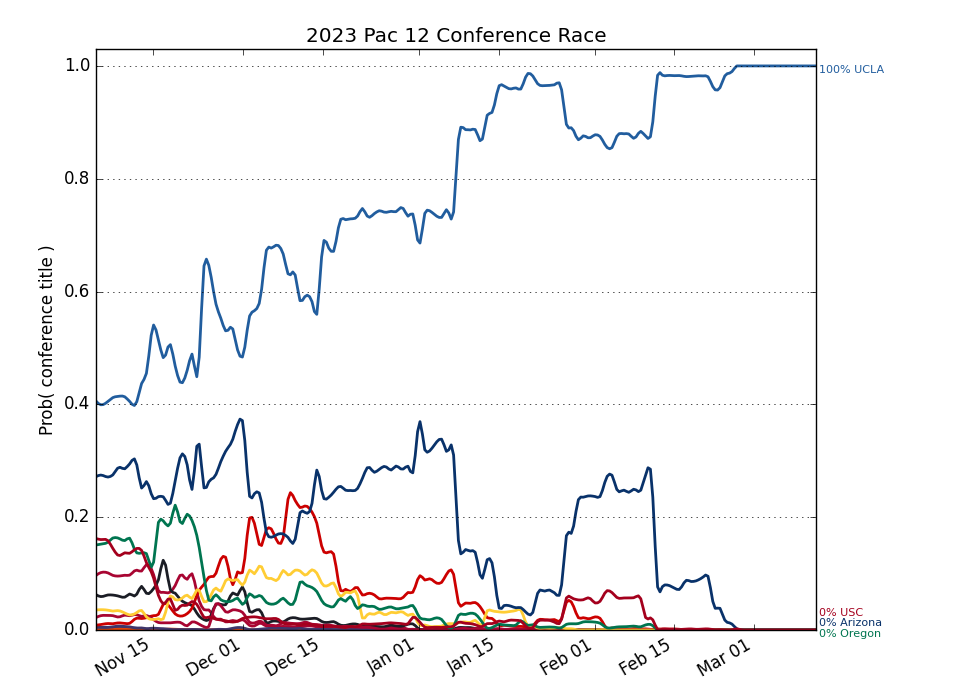 2023 Pac 12 Conference Race
Prob( conference title )
1.0
0.8
0.6
0.4
0.2
0.0
100% UCLA
0% USC
0% Arizona
0% Oregon
Nov 15
Dec 01
Dec 15
Jan 01
Jan 15
Feb 01
Feb 15
Mar 01